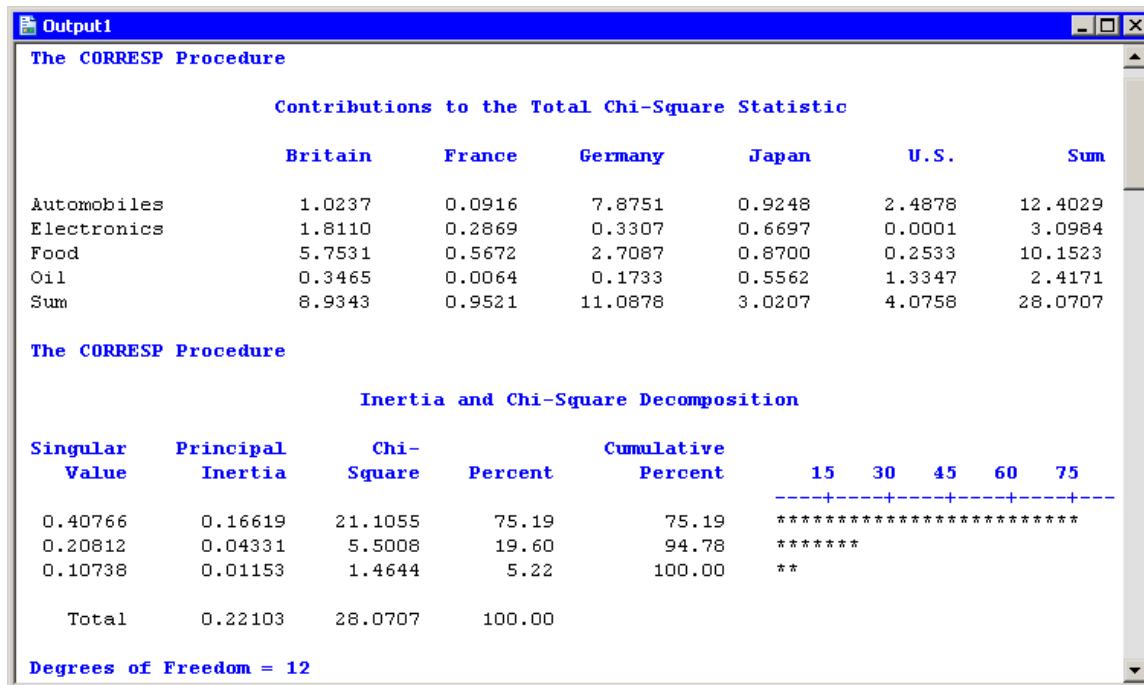 Output1
The CORRESP Procedure
Contributions to the Total Chi-Square Statistic
Britain France Germany Japan U.S. Sum
Automobiles 1.0237 0.0916 7.8751 0.9248 2.4878 12.4029
Electronics 1.8110 0.2869 0.3307 0.6697 0.0001 3.0984
Food 5.7531 0.5672 2.7087 0.8700 0.2533 10.1523
Oil 0.3465 0.0064 0.1733 0.5562 1.3347 2.4171
Sum 8.9343 0.9521 11.0878 3.0207 4.0758 28.0707
The CORRESP Procedure
Inertia and Chi-Square Decomposition
Singular Principal Chi- Cumulative
Value Inertia Square Percent Percent 15 30 45 60 75
----+----+----+----+----+---
0.40766 0.16619 21.1055 75.19 75.19 *************************
0.20812 0.04331 5.5008 19.60 94.78 *******
0.10738 0.01153 1.4644 5.22 100.00 **
Total 0.22103 28.0707 100.00
Degrees of Freedom = 12